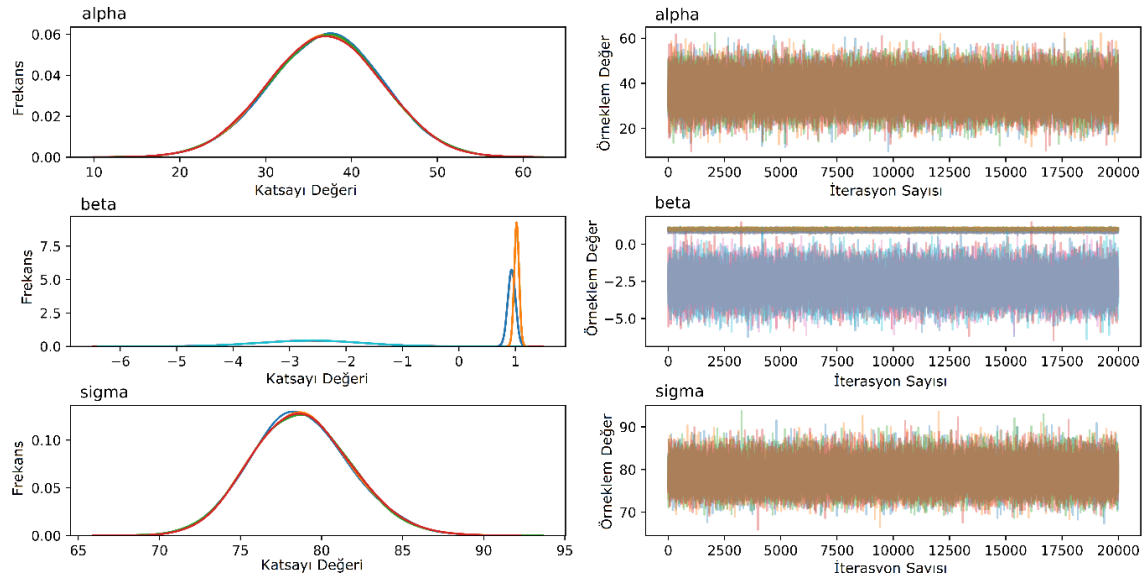 alpha
Frekans
0.06
0.04
0.02
0.00
10 20 30 40 50 60
Katsayı Değeri
alpha
Örneklem Değer
60
40
20
0 2500 5000 7500 10000 12500 15000 17500 20000
İterasyon Sayısı
beta
Frekans
7.5
5.0
2.5
0.0
−6 −5 −4 −3 −2 −1 0 1
Katsayı Değeri
beta
Örneklem Değer
0.0
−2.5
−5.0
0 2500 5000 7500 10000 12500 15000 17500 20000
İterasyon Sayısı
sigma
Frekans
0.10
0.05
0.00
65 70 75 80 85 90 95
Katsayı Değeri
sigma
Örneklem Değer
90
80
70
0 2500 5000 7500 10000 12500 15000 17500 20000
İterasyon Sayısı